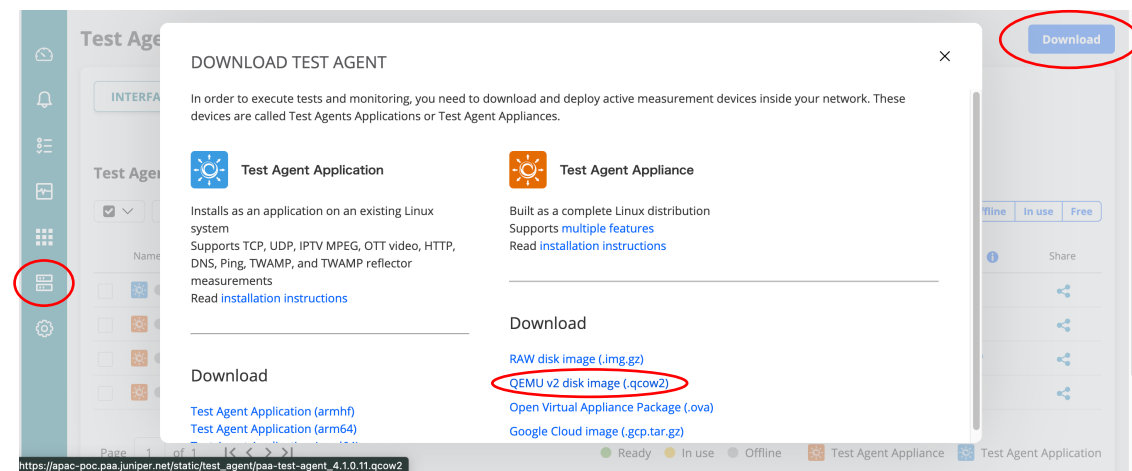 Test Age
Download
DOWNLOAD TEST AGENT
INTERFA
In order to execute tests and monitoring, you need to download and deploy active measurement devices inside your network. These
devices are called Test Agents Applications or Test Agent Appliances.
Test Agent Application
Test Agent Appliance
Test Agen
Installs as an application on an existing Linux
system
Supports TCP, UDP, IPTV MPEG, OTT video, HTTP,
DNS, Ping, TWAMP, and TWAMP reflector
measurements
Read installation instructions
Built as a complete Linux distribution
Supports multiple features
Read installation instructions
ffline
In use
Free
Name
Share
Download
RAW disk image (.img.gz)
QEMU v2 disk image (.qcow2)
Open Virtual Appliance Package (.ova)
Google Cloud image (.gcp.tar.gz)
Download
Test Agent Application (armhf)
Test Agent Application (arm64)
Page 1 of 1
Ready In use Offline Test Agent Appliance Test Agent Application
https://apac-poc.paa.juniper.net/static/test_agent/paa-test-agent_4.1.0.11.qcow2